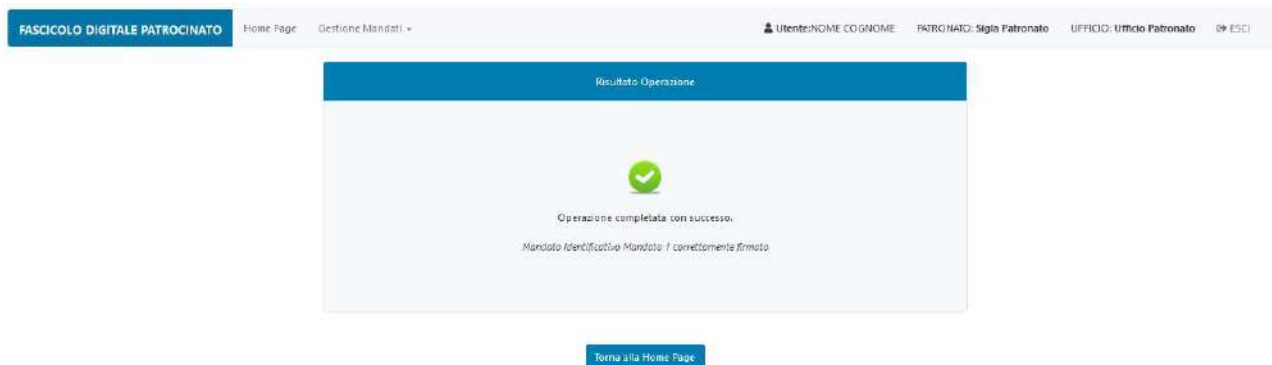 FASCICOLO DIGITALE PATROCINATO Home Page Gestione Mandati Utente:NOME COGNOME PATRONATO: Sigla Patronato UFFICIO: Ufficio Patronato ESCI
Risultato Operazione
Operazione completata con successo.
Mandato Identificativo Mandato 1 correttamente firmato
Torna alla Home Page